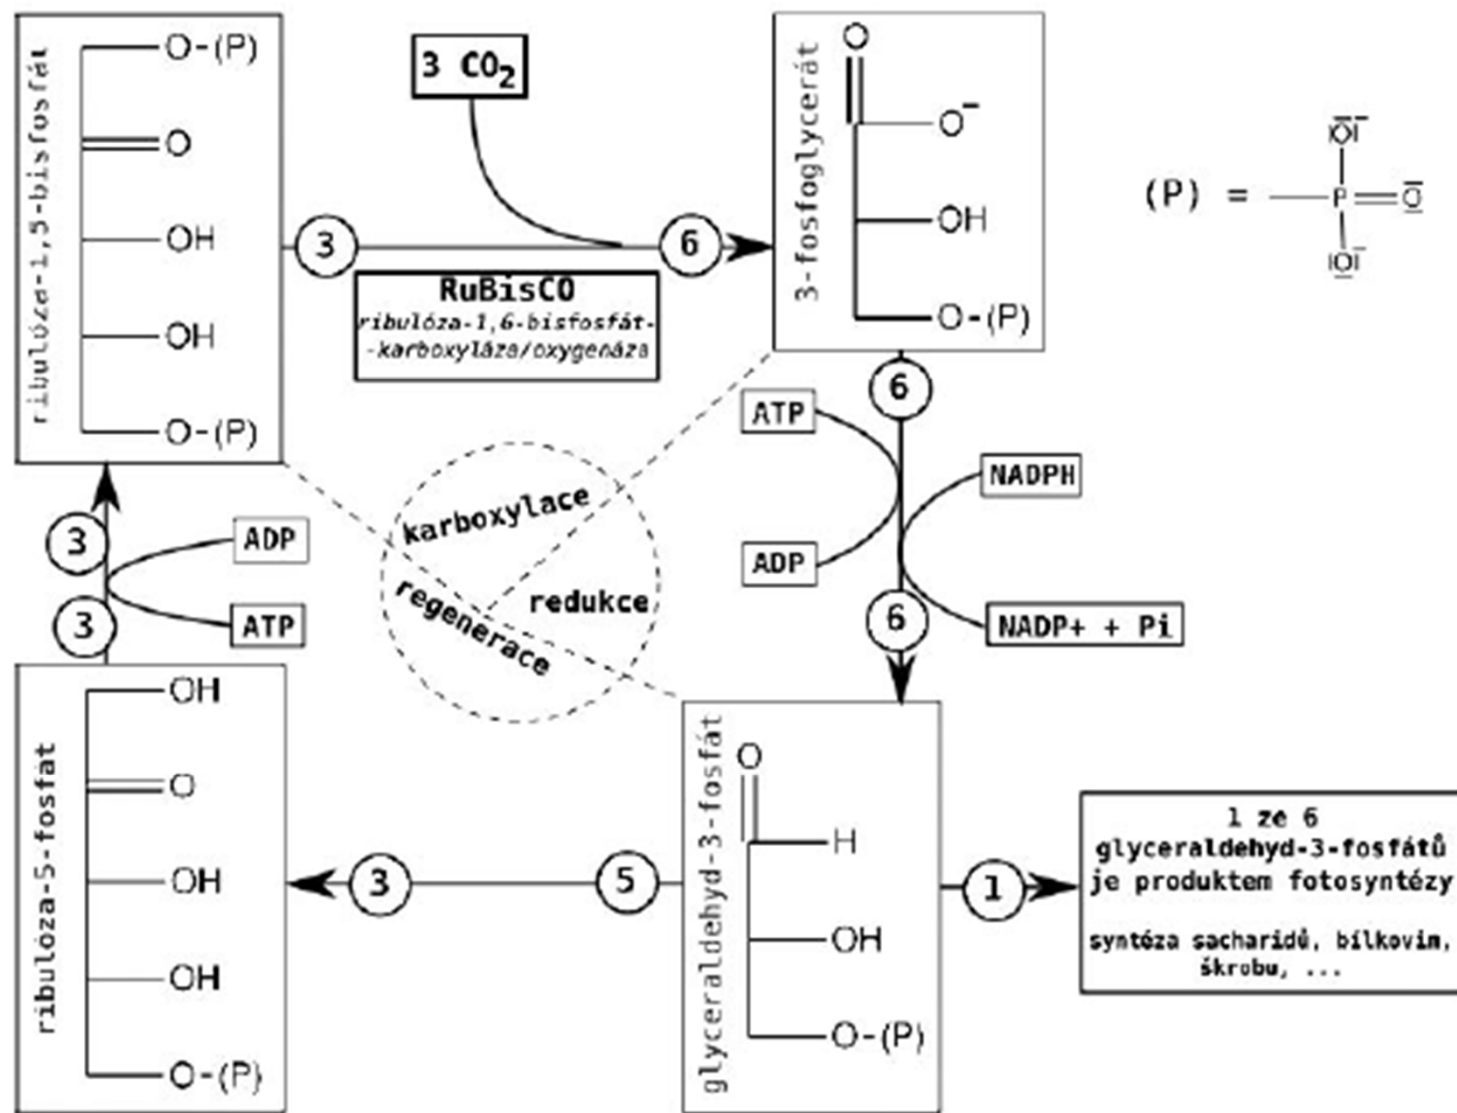 ribulóza-1,5-bisfosfát
O-(P)
O
OH
OH
O-(P)
3 CO2
3
6
RuBisCO
ribulóza-1,6-bisfosfát-
-karboxyláza/oxygenáza
3-fosfoglycerát
O
O-
OH
O-(P)
(P) =
|O|-
P
O
|O|-
6
ATP
NADPH
ADP
6
NADP+ + Pi
karboxylace
redukce
regenerace
3
ADP
3
ATP
ribulóza-5-fosfát
OH
O
OH
OH
O-(P)
3
5
glyceraldehyd-3-fosfát
O
H
OH
O-(P)
1
1 ze 6
glyceraldehyd-3-fosfátů
je produktem fotosyntézy
syntéza sacharidů, bílkovin,
škrobu, ...